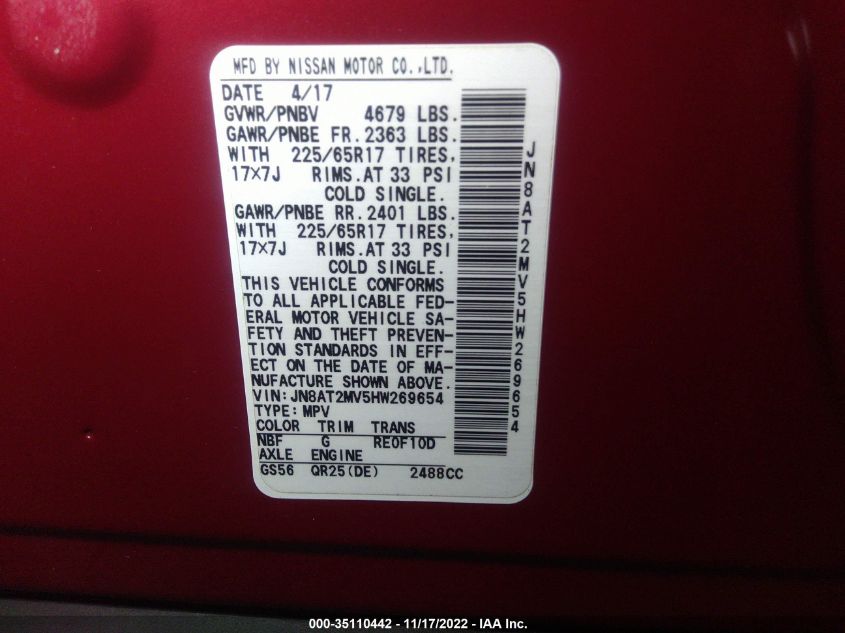 MFD BY NISSAN MOTOR CO.,LTD.
DATE 4/17
GVWR/PNBV 4679 LBS.
GAWR/PNBE FR. 2363 LBS.
WITH 225/65R17 TIRES,
17×7J RIMS. AT 33 PSI
COLD SINGLE.
GAWR/PNBE RR. 2401 LBS.
WITH 225/65R17 TIRES,
17×7J RIMS. AT 33 PSI
COLD SINGLE.
THIS VEHICLE CONFORMS
TO ALL APPLICABLE FED-
ERAL MOTOR VEHICLE SA-
FETY AND THEFT PREVEN-
TION STANDARDS IN EFF-
ECT ON THE DATE OF MA-
NUFACTURE SHOWN ABOVE.
VIN:JN8AT2MV5HW269654
TYPE:MPV
COLOR TRIM TRANS
NBF G RE0F10D
AXLE ENGINE
GS56 QR25(DE) 2488CC
JN8AT2MV5HW269654
000-35110442 - 11/17/2022 - IAA Inc.